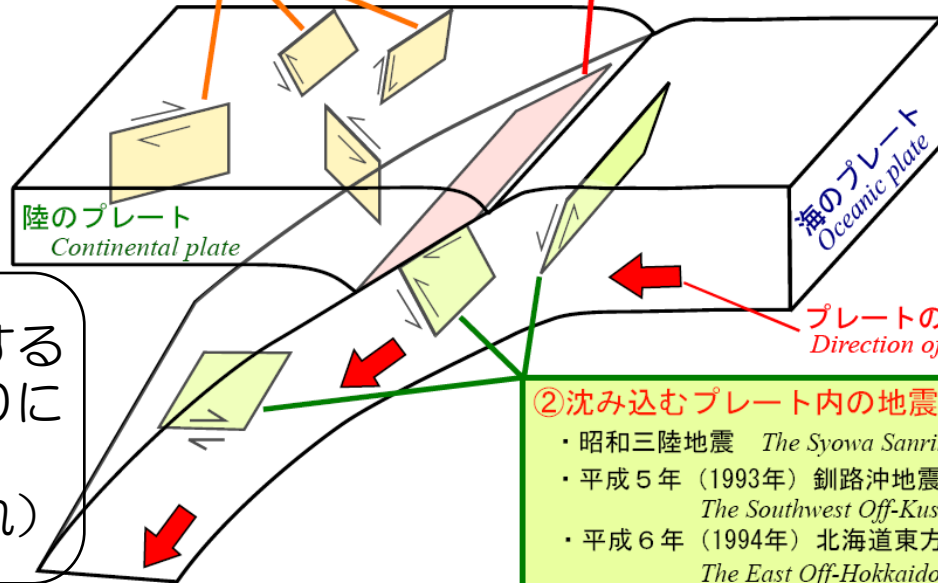 陸のプレート
Continental plate
海のプレート
Oceanic plate
する
りに
れ）
プレートの
Direction of
②沈み込むプレート内の地震
・昭和三陸地震 The Syowa Sanri
・平成５年（1993年）釧路沖地震
The Southwest Off-Kus
・平成６年（1994年）北海道東方
The East Off-Hokkaido